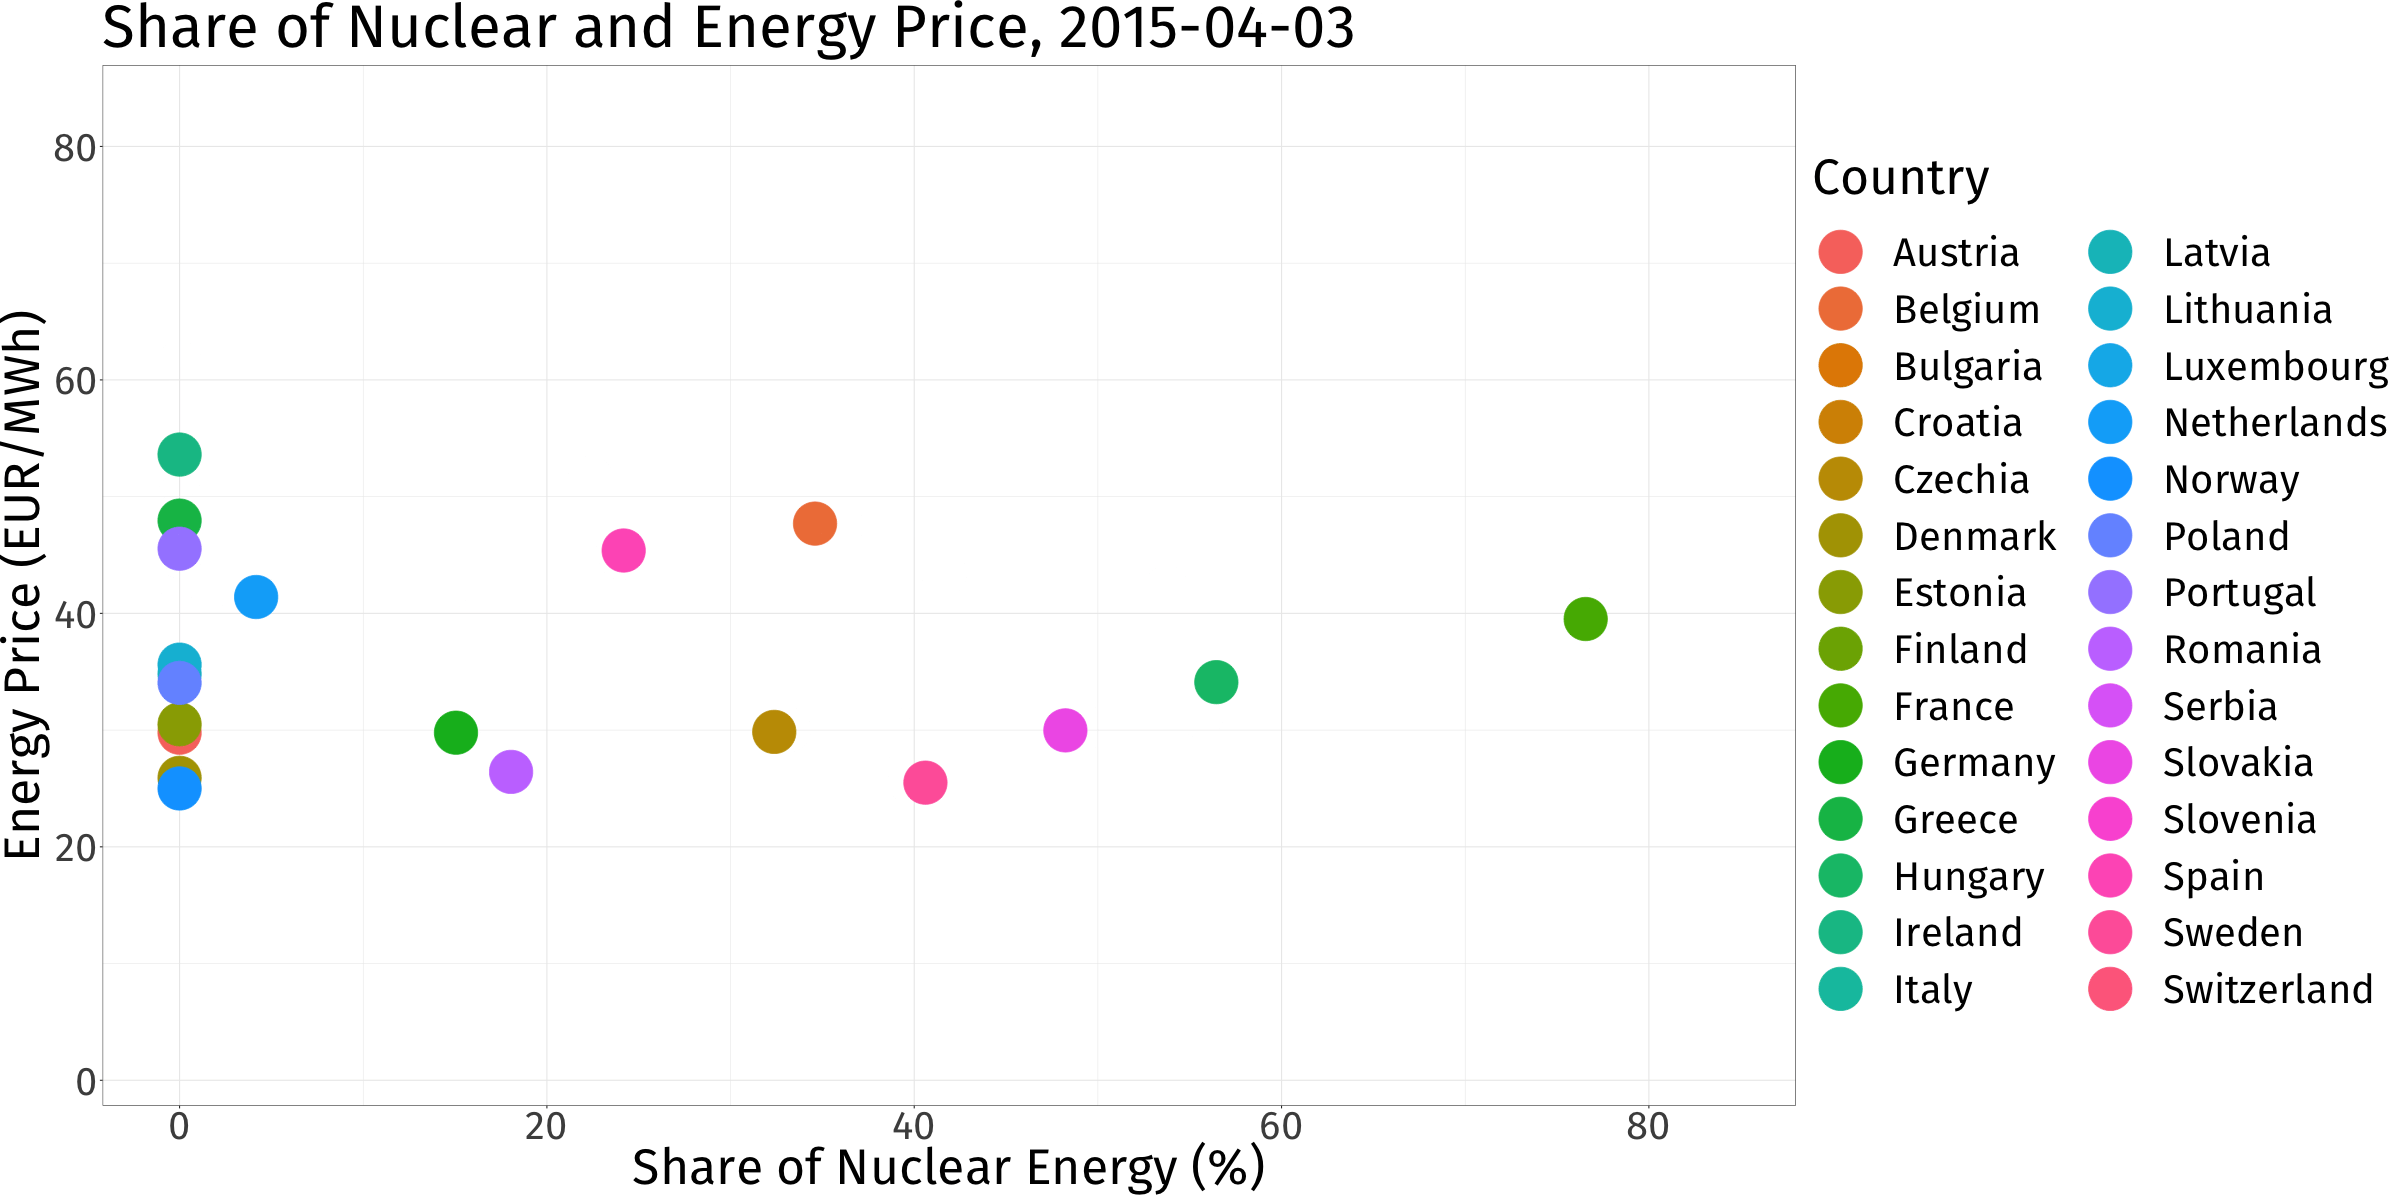 Share of Nuclear and Energy Price, 2015-04-03
Energy Price (EUR/MWh)
80
60
40
20
0
0 20 40 60 80
Share of Nuclear Energy (%)
Country
Austria
Belgium
Bulgaria
Croatia
Czechia
Denmark
Estonia
Finland
France
Germany
Greece
Hungary
Ireland
Italy
Latvia
Lithuania
Luxembourg
Netherlands
Norway
Poland
Portugal
Romania
Serbia
Slovakia
Slovenia
Spain
Sweden
Switzerland